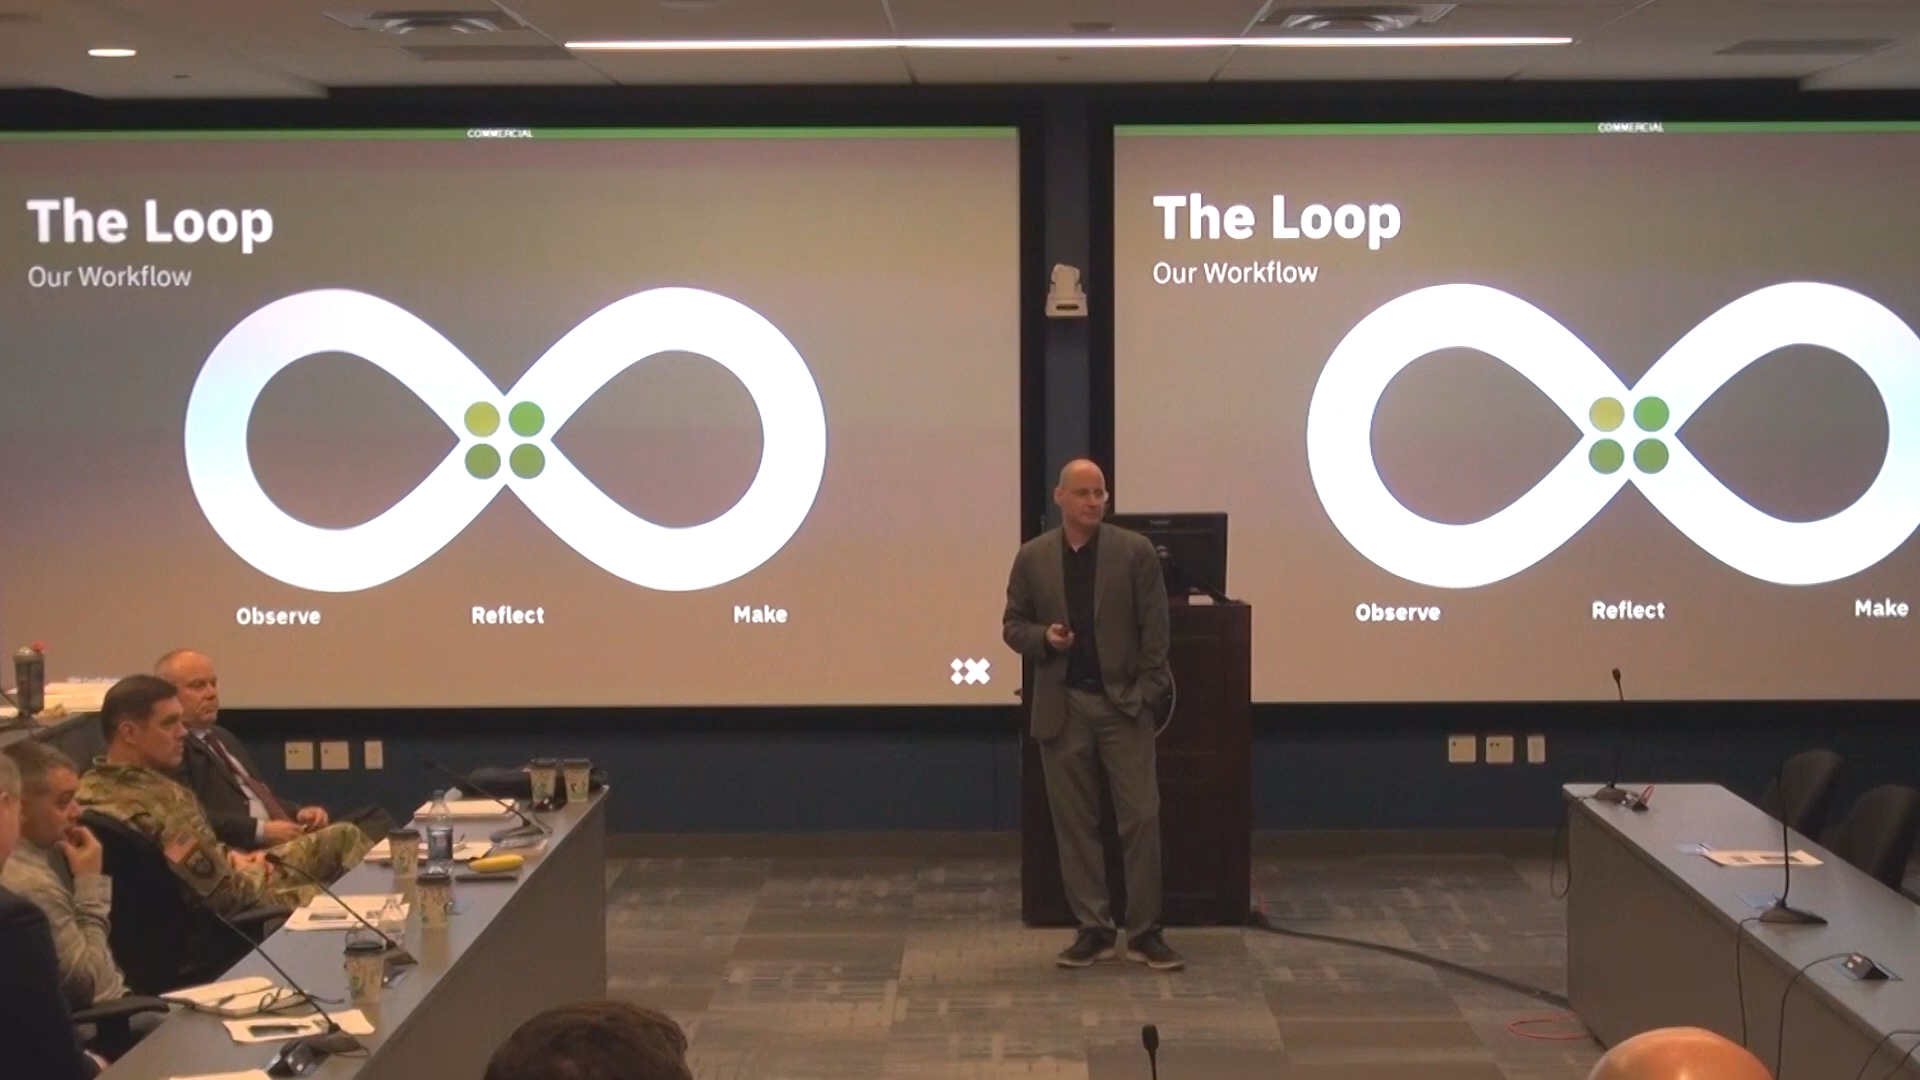 COMMERCIAL
The Loop
Our Workflow
Observe
Reflect
Make
COMMERCIAL
The Loop
Our Workflow
Observe
Reflect
Make